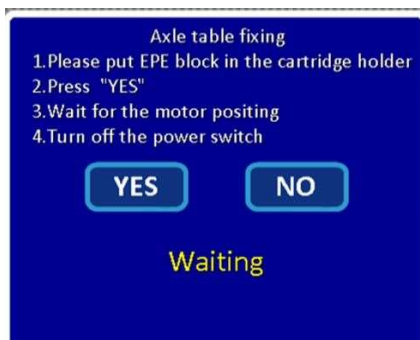 Axle table fixing
1.Please put EPE block in the cartridge holder
2.Press "YES"
3.Wait for the motor positing
4.Turn off the power switch
YES NO
Waiting